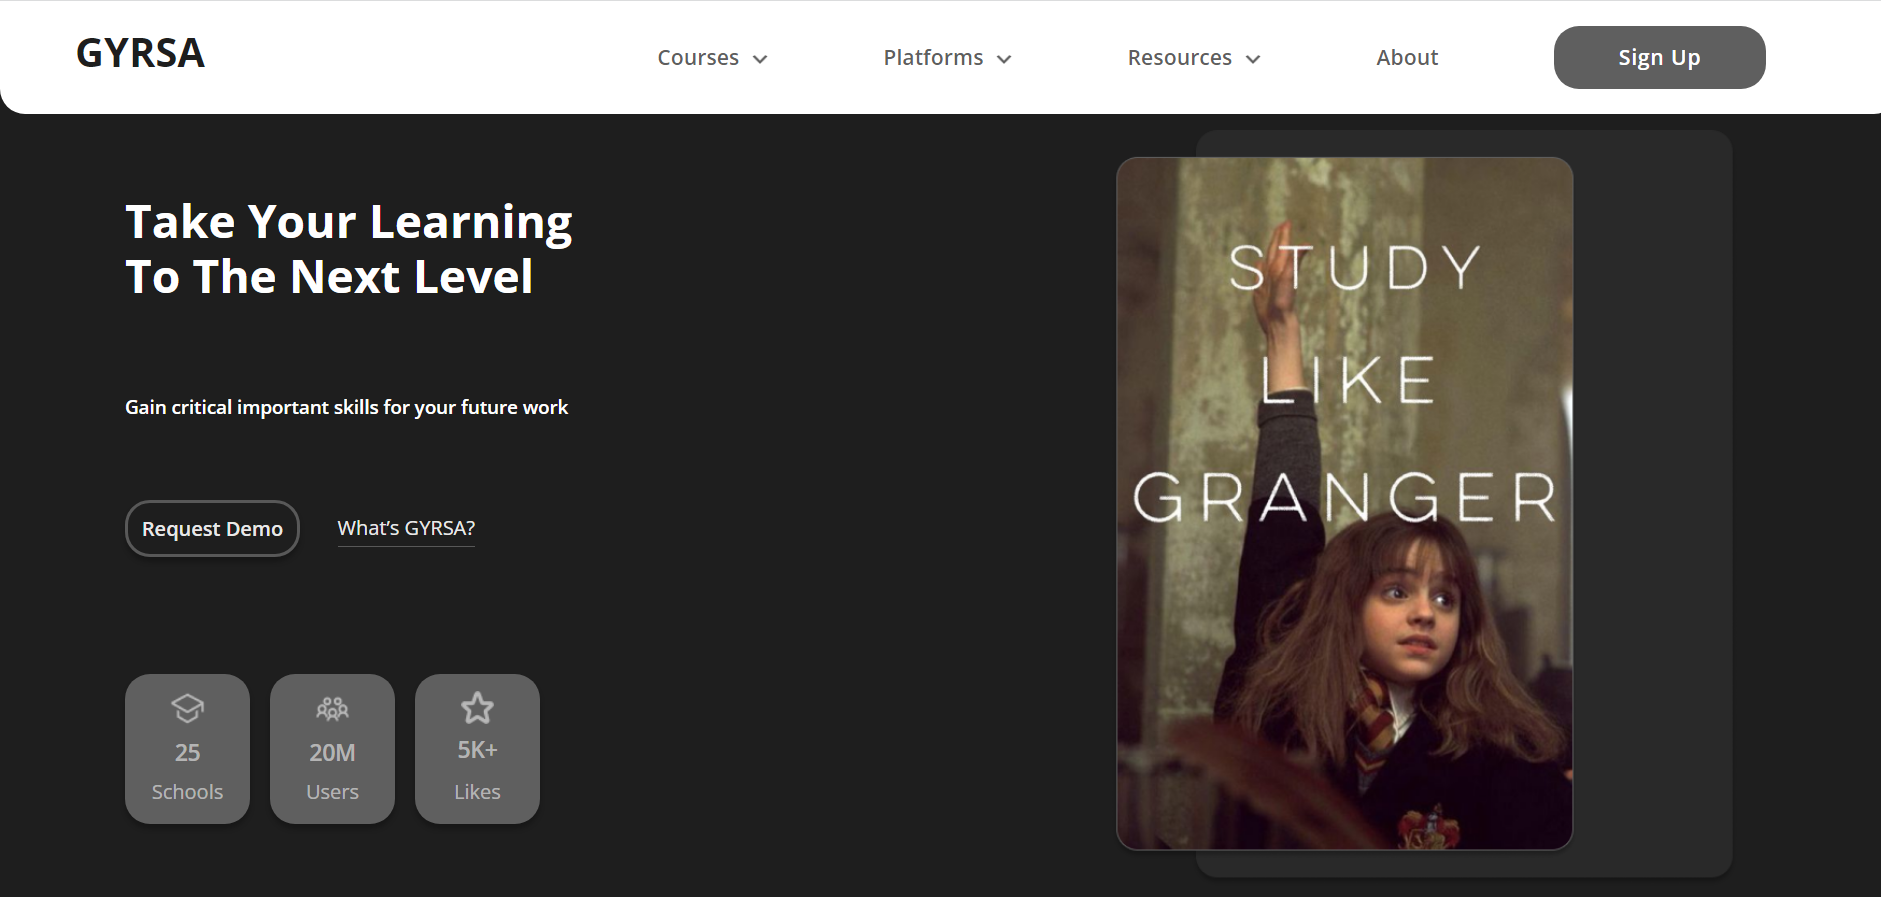 GYRSA
Courses
Platforms
Resources
About
Sign Up
Take Your Learning
To The Next Level
Gain critical important skills for your future work
Request Demo
What's GYRSA?
25
Schools
20M
Users
5K+
Likes
STUDY
LIKE
GRANGER